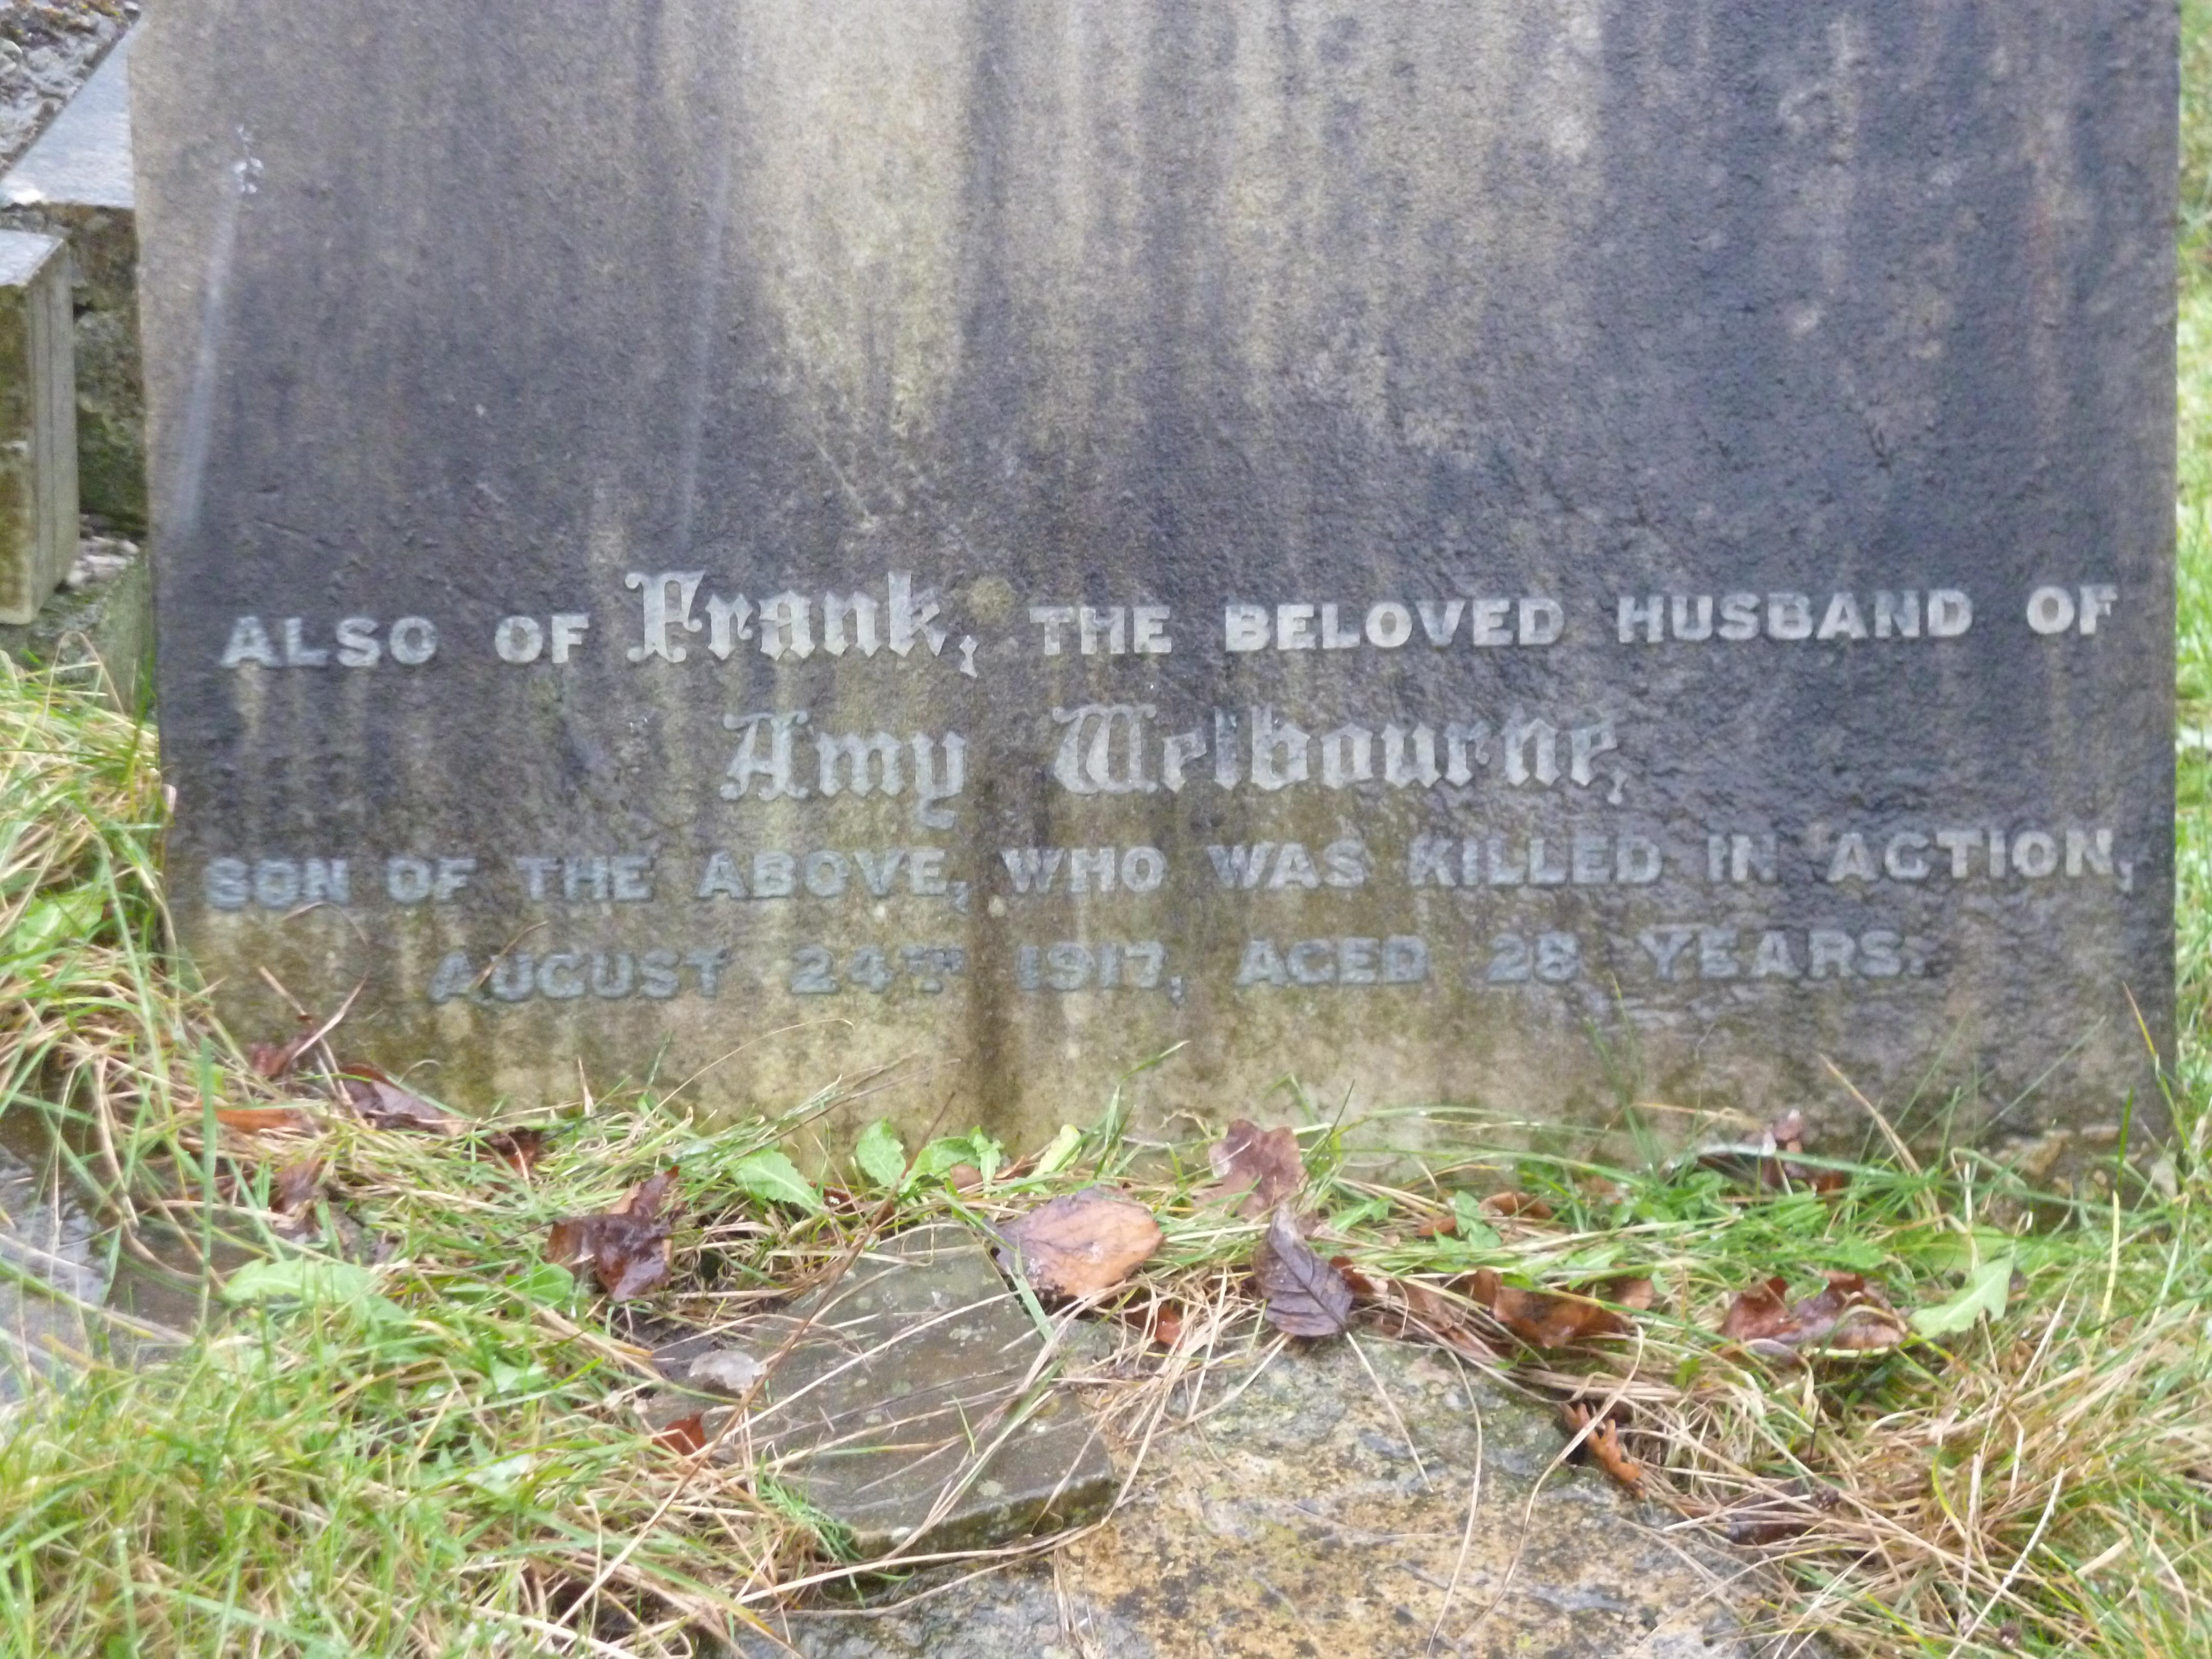 ALSO OF Frank, THE BELOVED HUSBAND OF
Amy Welbourne,
SON OF THE ABOVE, WHO WAS KILLED IN ACTION,
AUGUST 24TH 1917, AGED 28 YEARS.